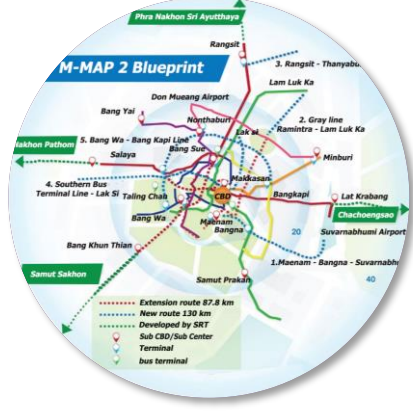 Phra Nakhon Sri Ayutthaya
Rangsit
M-MAP 2 Blueprint
3. Rangsit - Thanyabu
Lam Luk Ka
Don Mueang Airport
Bang Yai
Nonthaburi
2. Gray line
Ramintra - Lam Luk Ka
Lak si
5. Bang Wa - Bang Kapi Line
Bang Sue
Nakhon Pathom
Salaya
Minburi
Makkasan
4. Southern Bus
Terminal Line - Lak Si
Taling Chan
CBD
Bangkapi
Lat Krabang
Chachoengsao
Bang Wa
Maenam
Bangna
Suvarnabhumi Airport
20
Bang Khun Thian
1.Maenam - Bangna - Suvarnabhu
Samut Sakhon
Samut Prakan
40
Extension route 87.8 km
New route 130 km
Developed by SRT
Sub CBD/Sub Center
Terminal
bus terminal